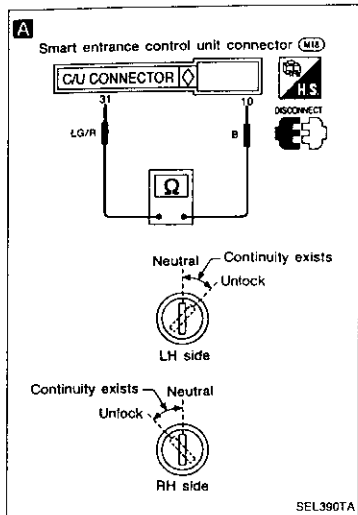 A
Smart entrance control unit connector (M18)
C/U CONNECTOR
H.S.
31
10
DISCONNECT
LG/R
B
Ω
Neutral
Continuity exists
Unlock
LH side
Continuity exists
Neutral
Unlock
RH side
SEL390TA